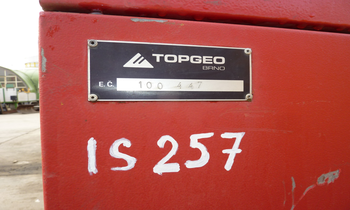 TOPGEO
BRNO
E.Č. 100 447
IS 257